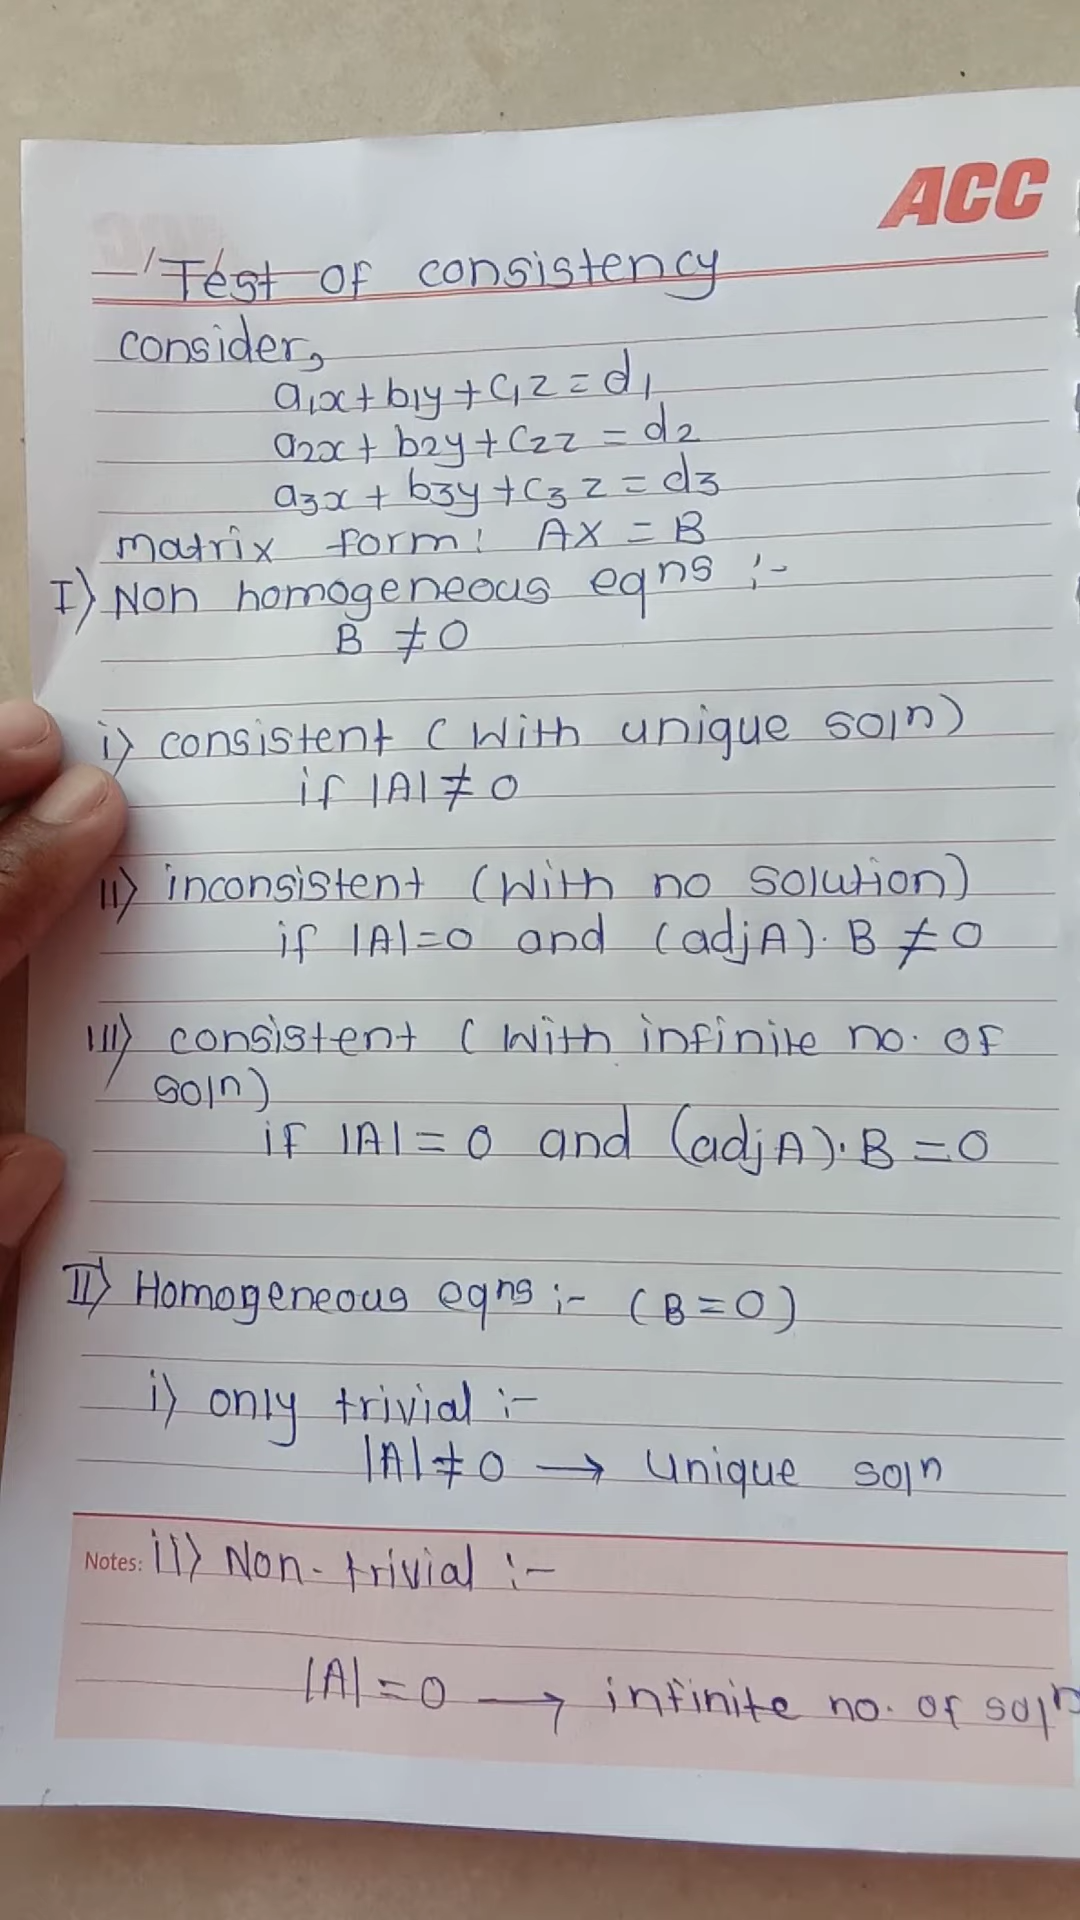 ACC
Test of consistency
consider,
a1x + b1y + c1z = d1
a2x + b2y + c2z = d2
a3x + b3y + c3z = d3
matrix form: AX = B
I) Non homogeneous eqns :-
B ≠ 0
i) consistent (With unique soln)
if |A| ≠ 0
ii) inconsistent (With no solution)
if |A| = 0 and (adjA). B ≠ 0
iii) consistent (With infinite no. of
soln)
if |A| = 0 and (adjA). B = 0
II) Homogeneous eqns :- (B = 0)
i) only trivial :-
|A| ≠ 0 → unique soln
Notes: ii) Non-trivial :-
|A| = 0 → infinite no. of soln